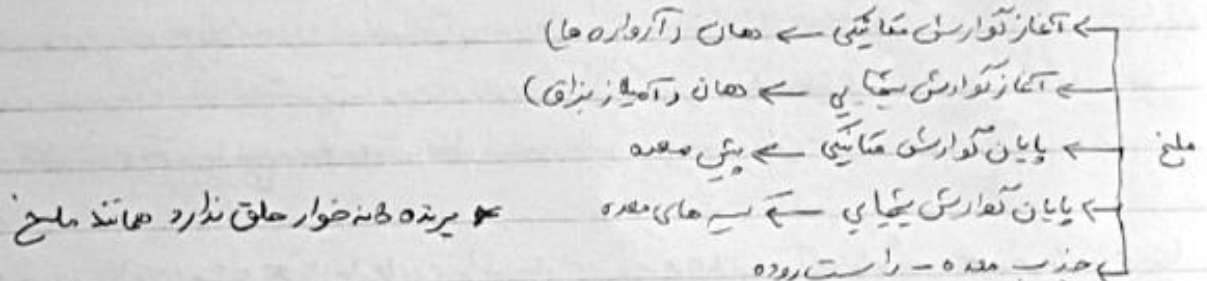 ملخ
← آغاز گوارش مکانیکی ← دهان (آرواره ها)
← آغاز گوارش شیمیایی ← دهان (آمیلاز بزاق)
← پایان گوارش مکانیکی ← پیش معده
← پایان گوارش شیمیایی ← کیسه های معده
* پرنده دانه خوار حلق ندارد همانند ملخ
← جذب معده - راست روده